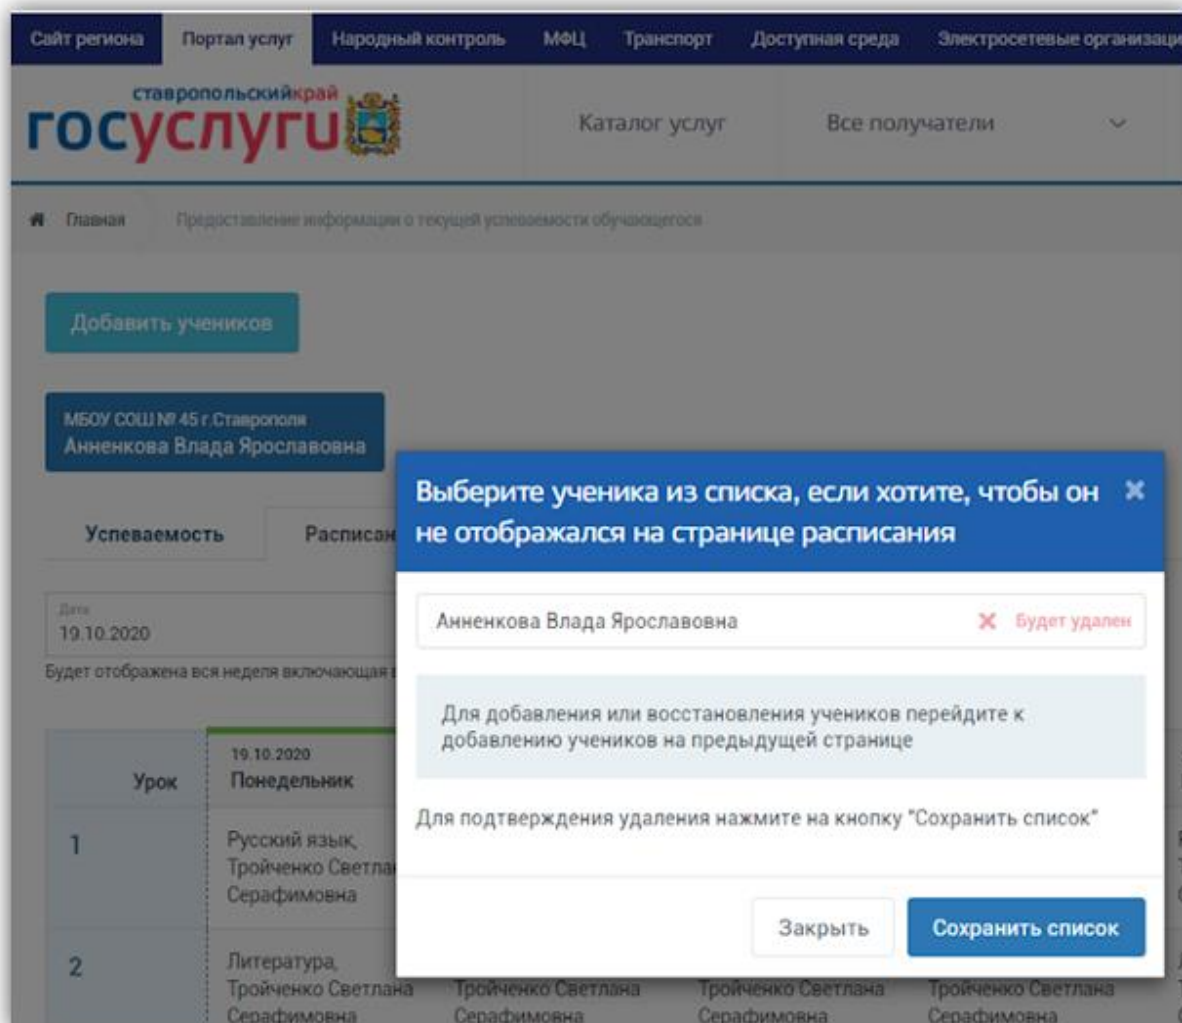 Сайт региона Портал услуг Народный контроль МФЦ Транспорт Доступная среда Электросетевые организаци
ставропольскийкрай
госуслуги
Каталог услуг Все получатели
Главная Предоставление информации о текущей успеваемости обучающегося
Добавить учеников
МБОУ СОШ № 45 г.Ставрополя
Анненкова Влада Ярославовна
Выберите ученика из списка, если хотите, чтобы он
не отображался на странице расписания
Успеваемость Расписан
Анненкова Влада Ярославовна Будет удален
Дата
19.10.2020
Будет отображена вся неделя включающая
Для добавления или восстановления учеников перейдите к
добавлению учеников на предыдущей странице
Для подтверждения удаления нажмите на кнопку "Сохранить список"
Закрыть Сохранить список
Урок
19.10.2020
Понедельник
1
Русский язык,
Тройченко Светла
Серафимовна
2
Литература,
Тройченко Светлана Тройченко Светлана Тройченко Светлана Тройченко Светлана
Серафимовна Серафимовна Серафимовна Серафимовна